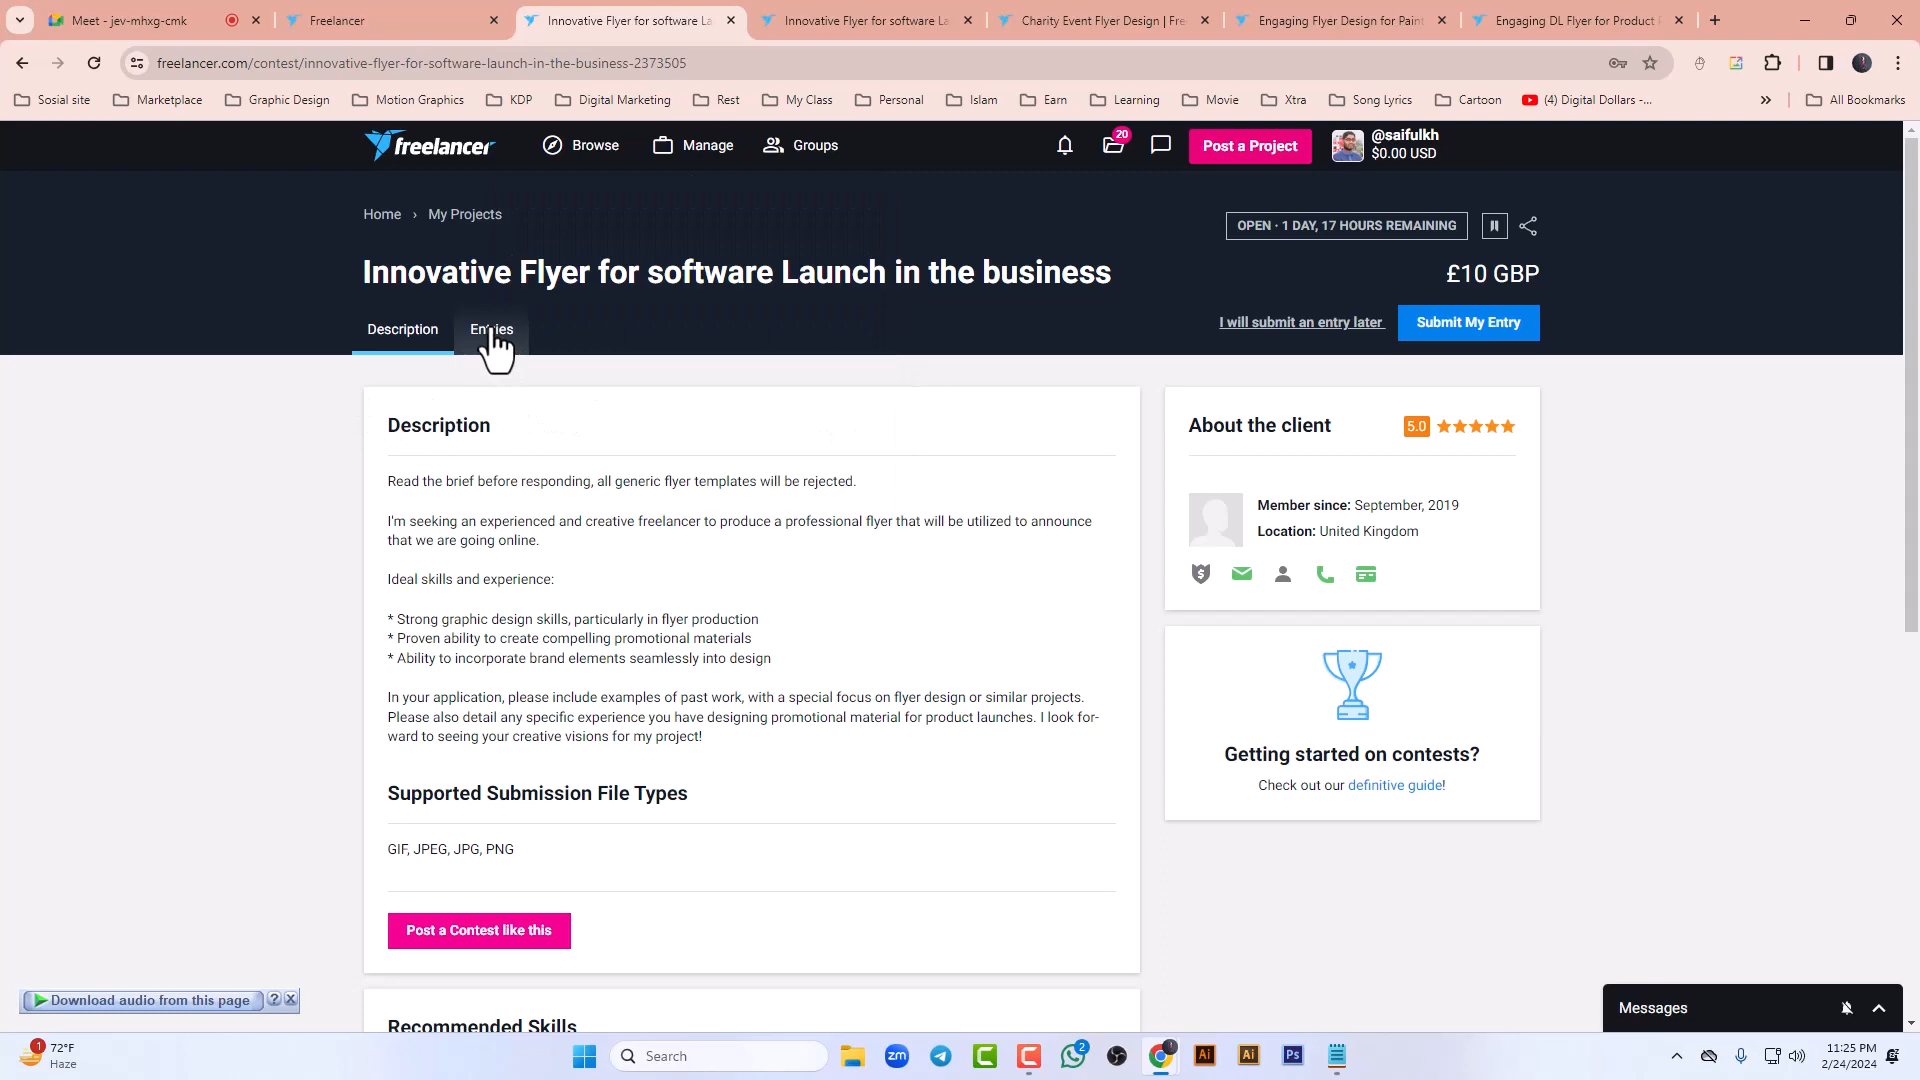 Meet - jev-mhxg-cmk
Freelancer
Innovative Flyer for software La
Innovative Flyer for software La
Charity Event Flyer Design | Fre
Engaging Flyer Design for Paint
Engaging DL Flyer for Product
freelancer.com/contest/innovative-flyer-for-software-launch-in-the-business-2373505
Sosial site
Marketplace
Graphic Design
Motion Graphics
KDP
Digital Marketing
Rest
My Class
Personal
Islam
Earn
Learning
Movie
Xtra
Song Lyrics
Cartoon
(4) Digital Dollars -...
All Bookmarks
freelancer
Browse
Manage
Groups
20
Post a Project
@saifulkh
$0.00 USD
Home › My Projects
OPEN · 1 DAY, 17 HOURS REMAINING
Innovative Flyer for software Launch in the business
£10 GBP
Description
Entries
I will submit an entry later
Submit My Entry
Description
Read the brief before responding, all generic flyer templates will be rejected.
I'm seeking an experienced and creative freelancer to produce a professional flyer that will be utilized to announce
that we are going online.
Ideal skills and experience:
* Strong graphic design skills, particularly in flyer production
* Proven ability to create compelling promotional materials
* Ability to incorporate brand elements seamlessly into design
In your application, please include examples of past work, with a special focus on flyer design or similar projects.
Please also detail any specific experience you have designing promotional material for product launches. I look for-
ward to seeing your creative visions for my project!
Supported Submission File Types
GIF, JPEG, JPG, PNG
Post a Contest like this
Recommended Skills
About the client
5.0
Member since: September, 2019
Location: United Kingdom
Getting started on contests?
Check out our definitive guide!
Download audio from this page
?
Messages
1
72°F
Haze
Search
zm
2
Ai
Ai
Ps
11:25 PM
2/24/2024